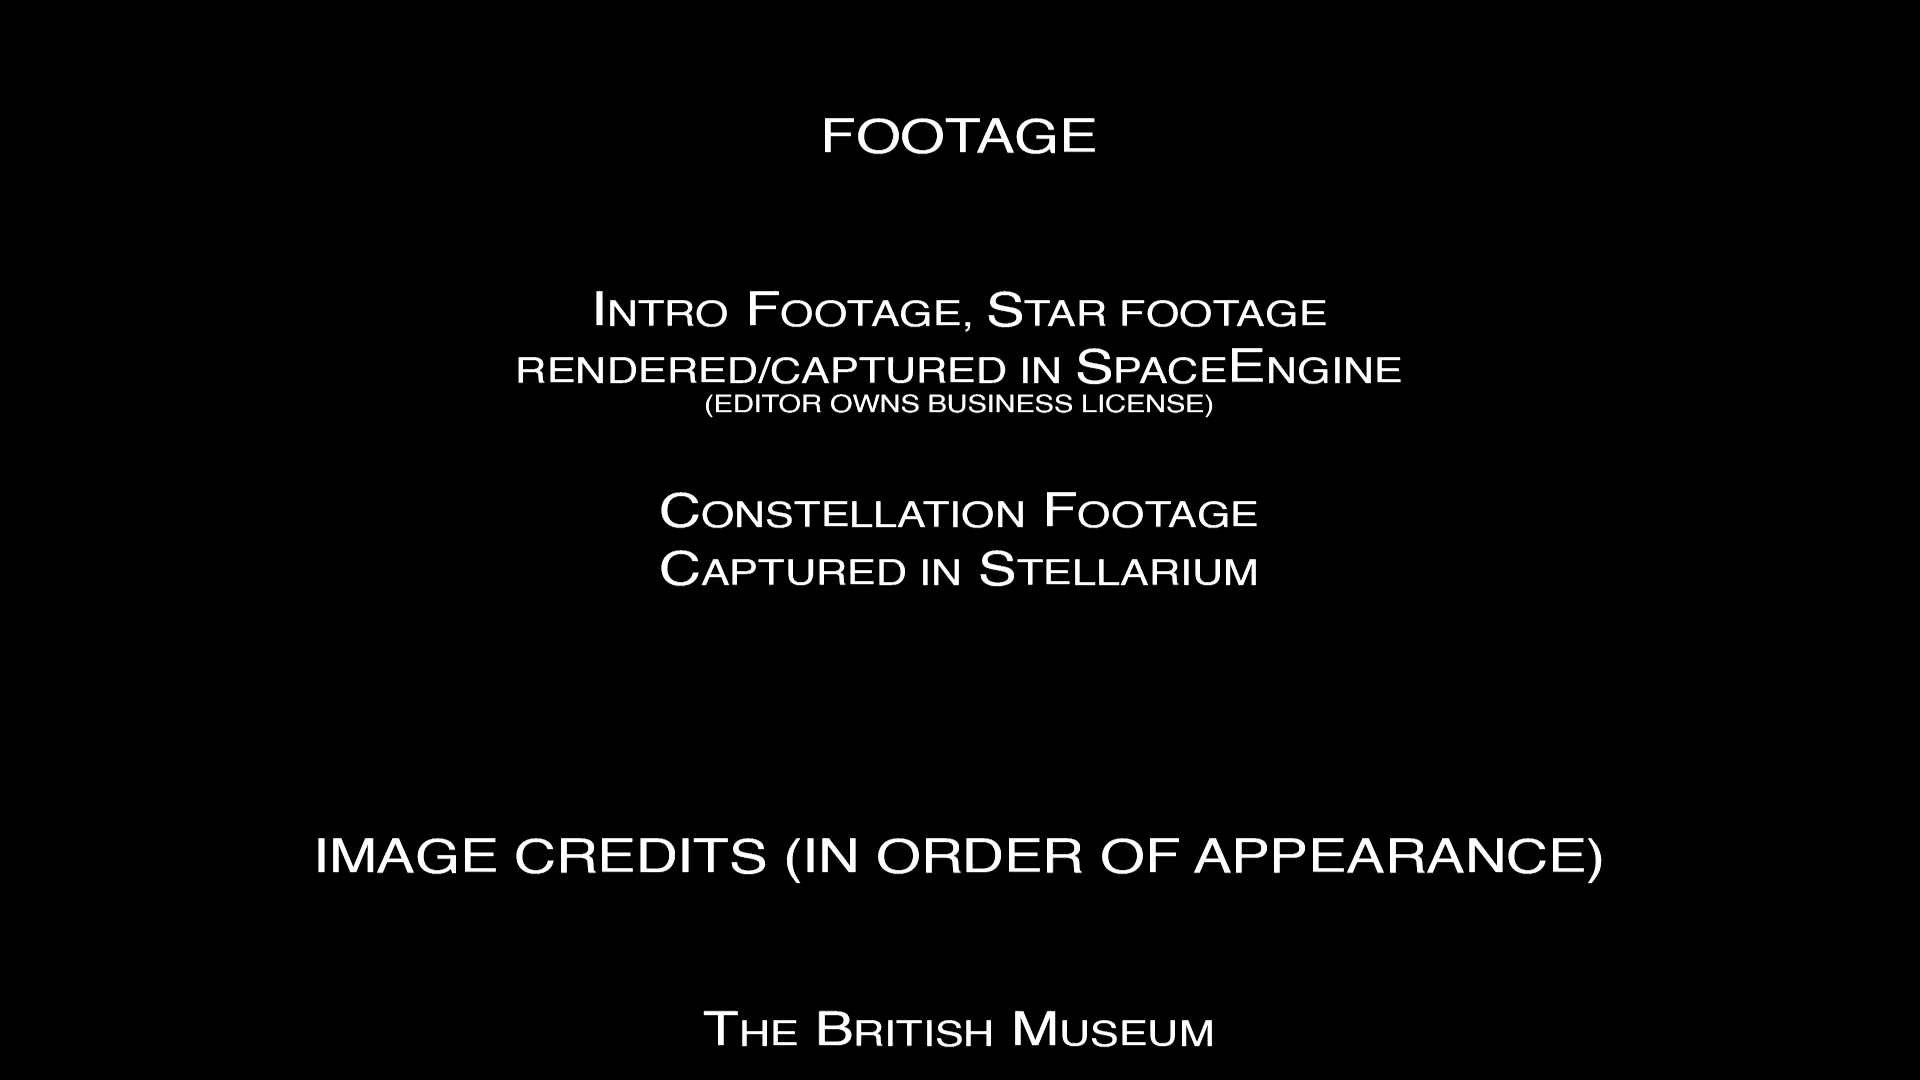 FOOTAGE
Intro Footage, Star footage
rendered/captured in SpaceEngine
(editor owns business license)
Constellation Footage
Captured in Stellarium
IMAGE CREDITS (IN ORDER OF APPEARANCE)
The British Museum